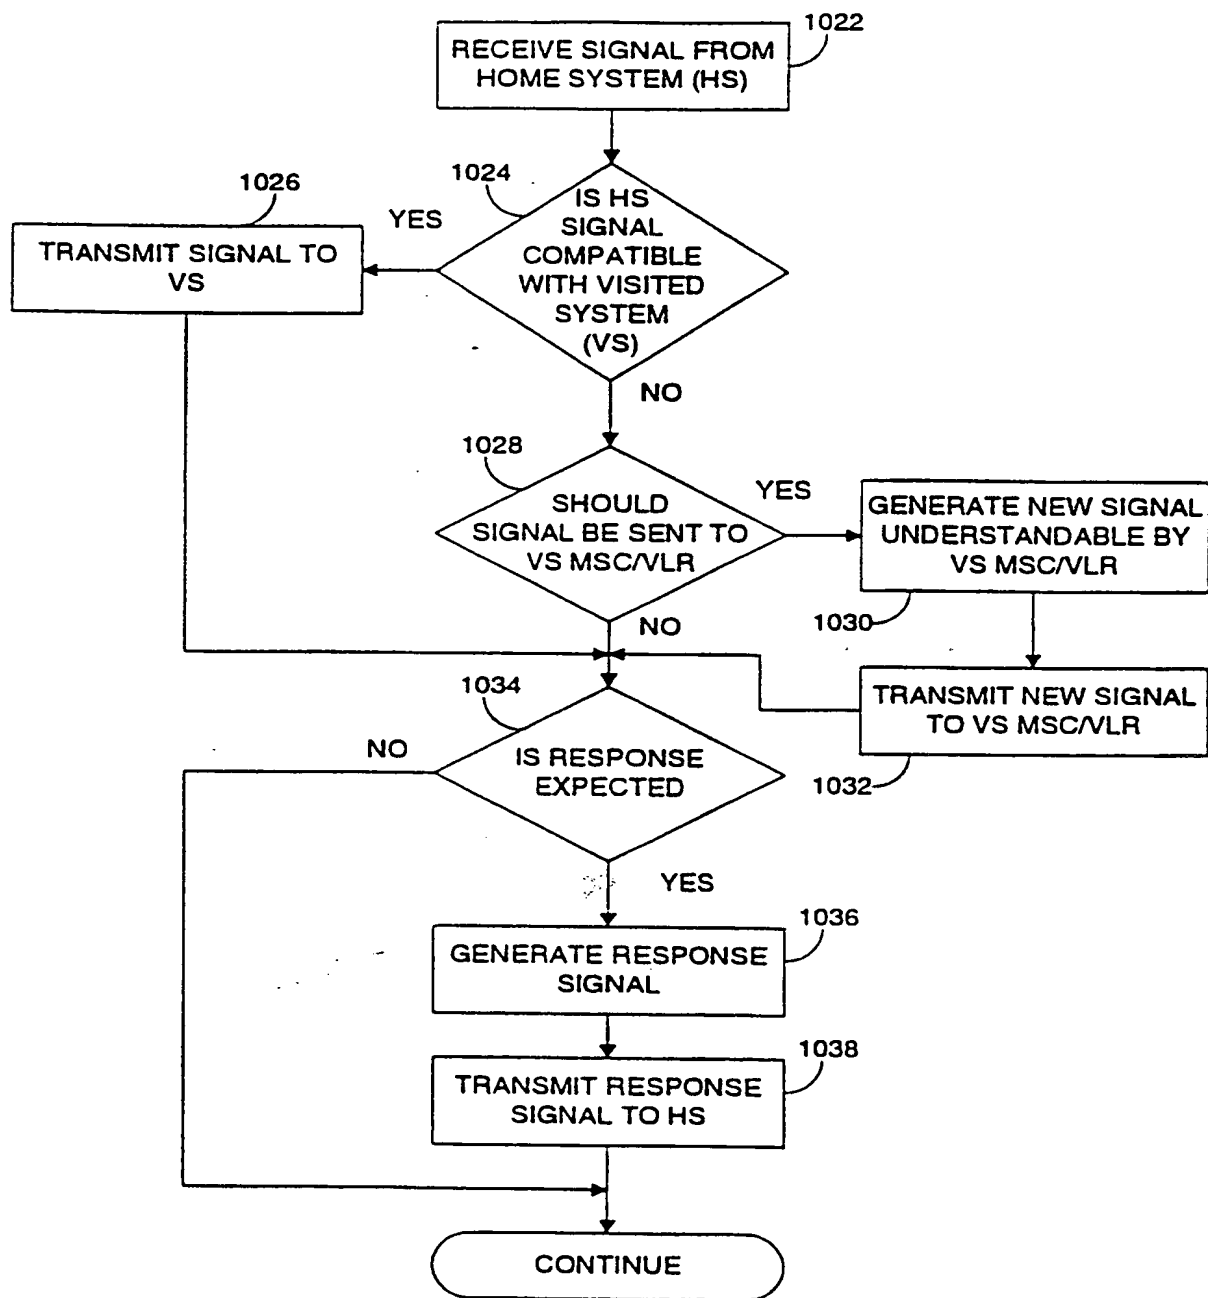 1022
RECEIVE SIGNAL FROM
HOME SYSTEM (HS)
1024
IS HS
SIGNAL
COMPATIBLE
WITH VISITED
SYSTEM
(VS)
YES
1026
TRANSMIT SIGNAL TO
VS
NO
1028
SHOULD
SIGNAL BE SENT TO
VS MSC/VLR
YES
GENERATE NEW SIGNAL
UNDERSTANDABLE BY
VS MSC/VLR
1030
NO
TRANSMIT NEW SIGNAL
TO VS MSC/VLR
1032
1034
IS RESPONSE
EXPECTED
NO
YES
1036
GENERATE RESPONSE
SIGNAL
1038
TRANSMIT RESPONSE
SIGNAL TO HS
CONTINUE